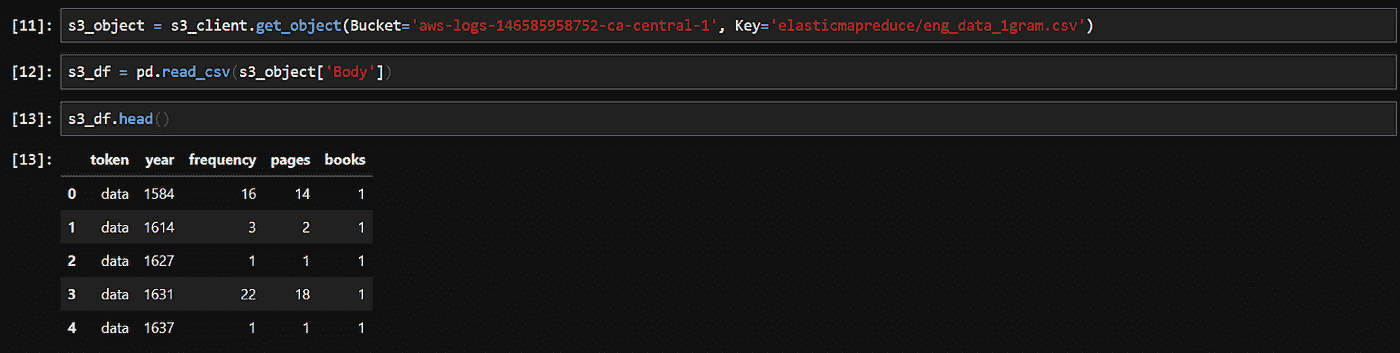 [11]: s3_object = s3_client.get_object(Bucket='aws-logs-146585958752-ca-central-1', Key='elasticmapreduce/eng_data_1gram.csv')
[12]: s3_df = pd.read_csv(s3_object['Body'])
[13]: s3_df.head()
[13]: token year frequency pages books
0 data 1584 16 14 1
1 data 1614 3 2 1
2 data 1627 1 1 1
3 data 1631 22 18 1
4 data 1637 1 1 1